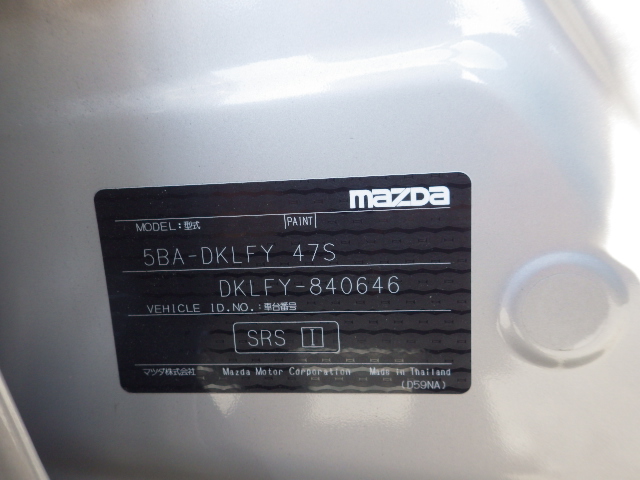 mazda
MODEL:型式 PAINT
5BA-DKLFY 47S
DKLFY-840646
VEHICLE ID.NO.:車台番号
SRS I
マツダ株式会社 Mazda Motor Corporation Made in Thailand
(D59NA)